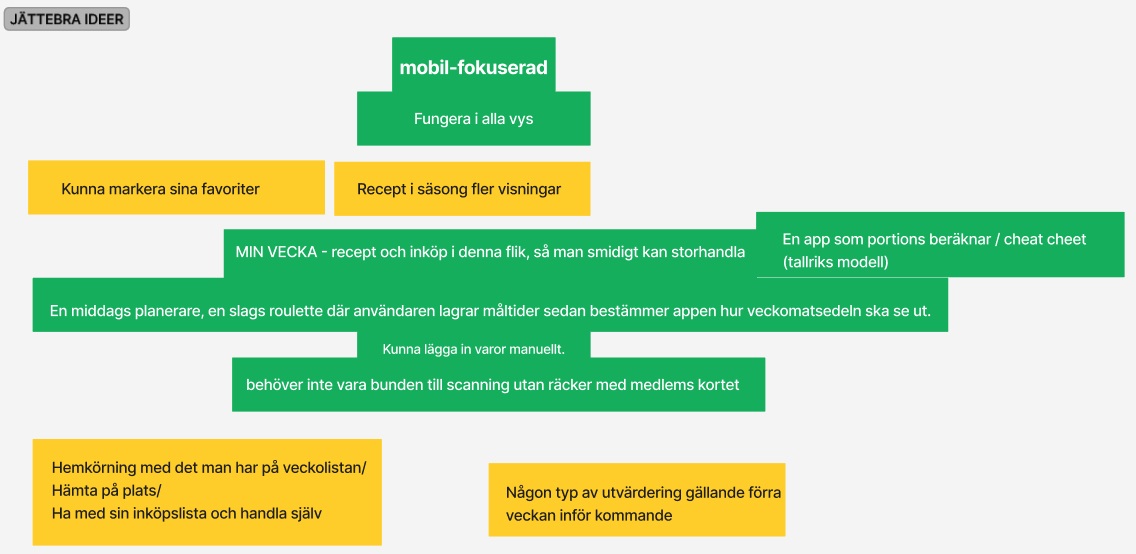 JÄTTEBRA IDEER
mobil-fokuserad
Fungera i alla vys
Kunna markera sina favoriter
Recept i säsong fler visningar
MIN VECKA - recept och inköp i denna flik, så man smidigt kan storhandla
En app som portions beräknar / cheat cheet
(tallriks modell)
En middags planerare, en slags roulette där användaren lagrar måltider sedan bestämmer appen hur veckomatsedeln ska se ut.
Kunna lägga in varor manuellt.
behöver inte vara bunden till scanning utan räcker med medlems kortet
Hemkörning med det man har på veckolistan/
Hämta på plats/
Ha med sin inköpslista och handla själv
Någon typ av utvärdering gällande förra
veckan inför kommande